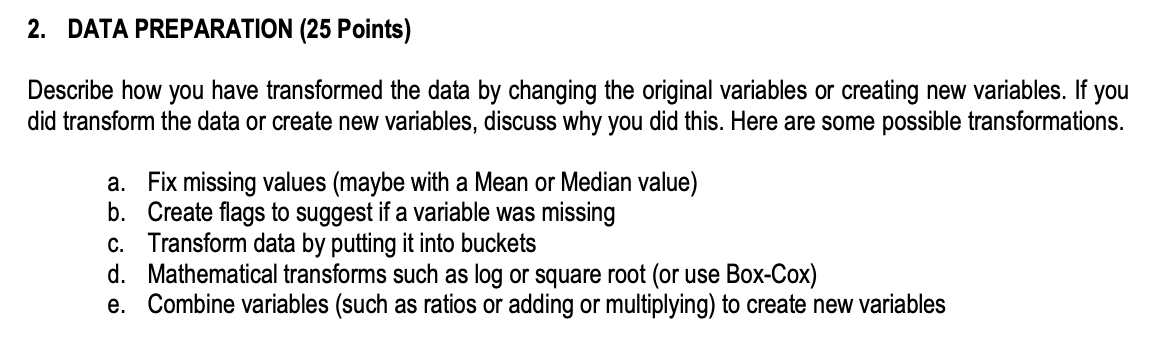 2. DATA PREPARATION (25 Points)
Describe how you have transformed the data by changing the original variables or creating new variables. If you
did transform the data or create new variables, discuss why you did this. Here are some possible transformations.
a. Fix missing values (maybe with a Mean or Median value)
b. Create flags to suggest if a variable was missing
c. Transform data by putting it into buckets
d. Mathematical transforms such as log or square root (or use Box-Cox)
e. Combine variables (such as ratios or adding or multiplying) to create new variables